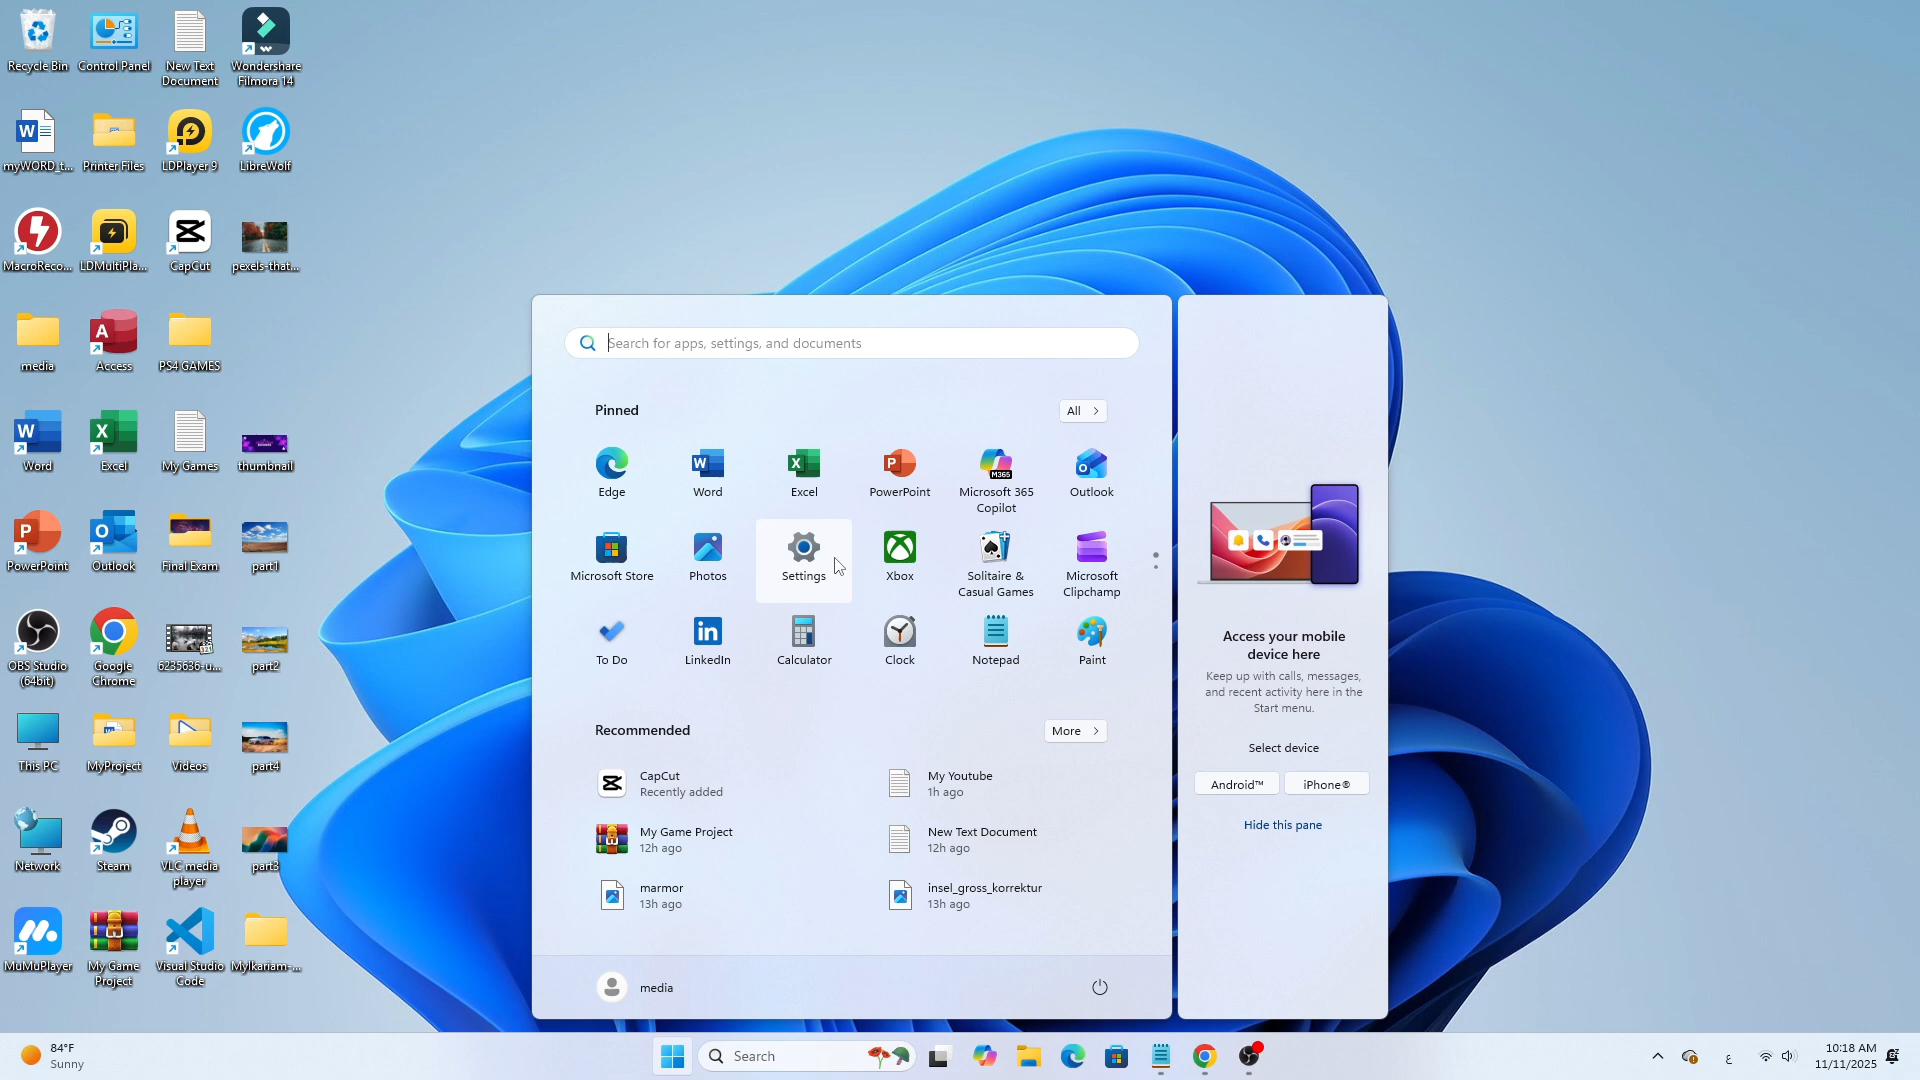 Recycle Bin
Control Panel
New Text
Document
Wondershare
Filmora 14
myWORD_t...
Printer Files
LDPlayer 9
LibreWolf
MacroReco...
LDMultiPla...
CapCut
pexels-that...
media
Access
PS4 GAMES
Word
Excel
My Games
thumbnail
PowerPoint
Outlook
Final Exam
part1
OBS Studio
(64bit)
Google
Chrome
6235636-u...
part2
This PC
MyProject
Videos
part4
Network
Steam
VLC media
player
part3
MuMuPlayer
My Game
Project
Visual Studio
Code
Mylkariam-...
Search for apps, settings, and documents
Pinned
All
Edge
Word
Excel
PowerPoint
M365
Microsoft 365
Copilot
Outlook
Microsoft Store
Photos
Settings
Xbox
Solitaire &
Casual Games
Microsoft
Clipchamp
To Do
LinkedIn
Calculator
Clock
Notepad
Paint
Recommended
More
CapCut
Recently added
My Youtube
1h ago
My Game Project
12h ago
New Text Document
12h ago
marmor
13h ago
insel_gross_korrektur
13h ago
media
Access your mobile
device here
Keep up with calls, messages,
and recent activity here in the
Start menu.
Select device
Android™
iPhone®
Hide this pane
84°F
Sunny
Search
ع
10:18 AM
11/11/2025